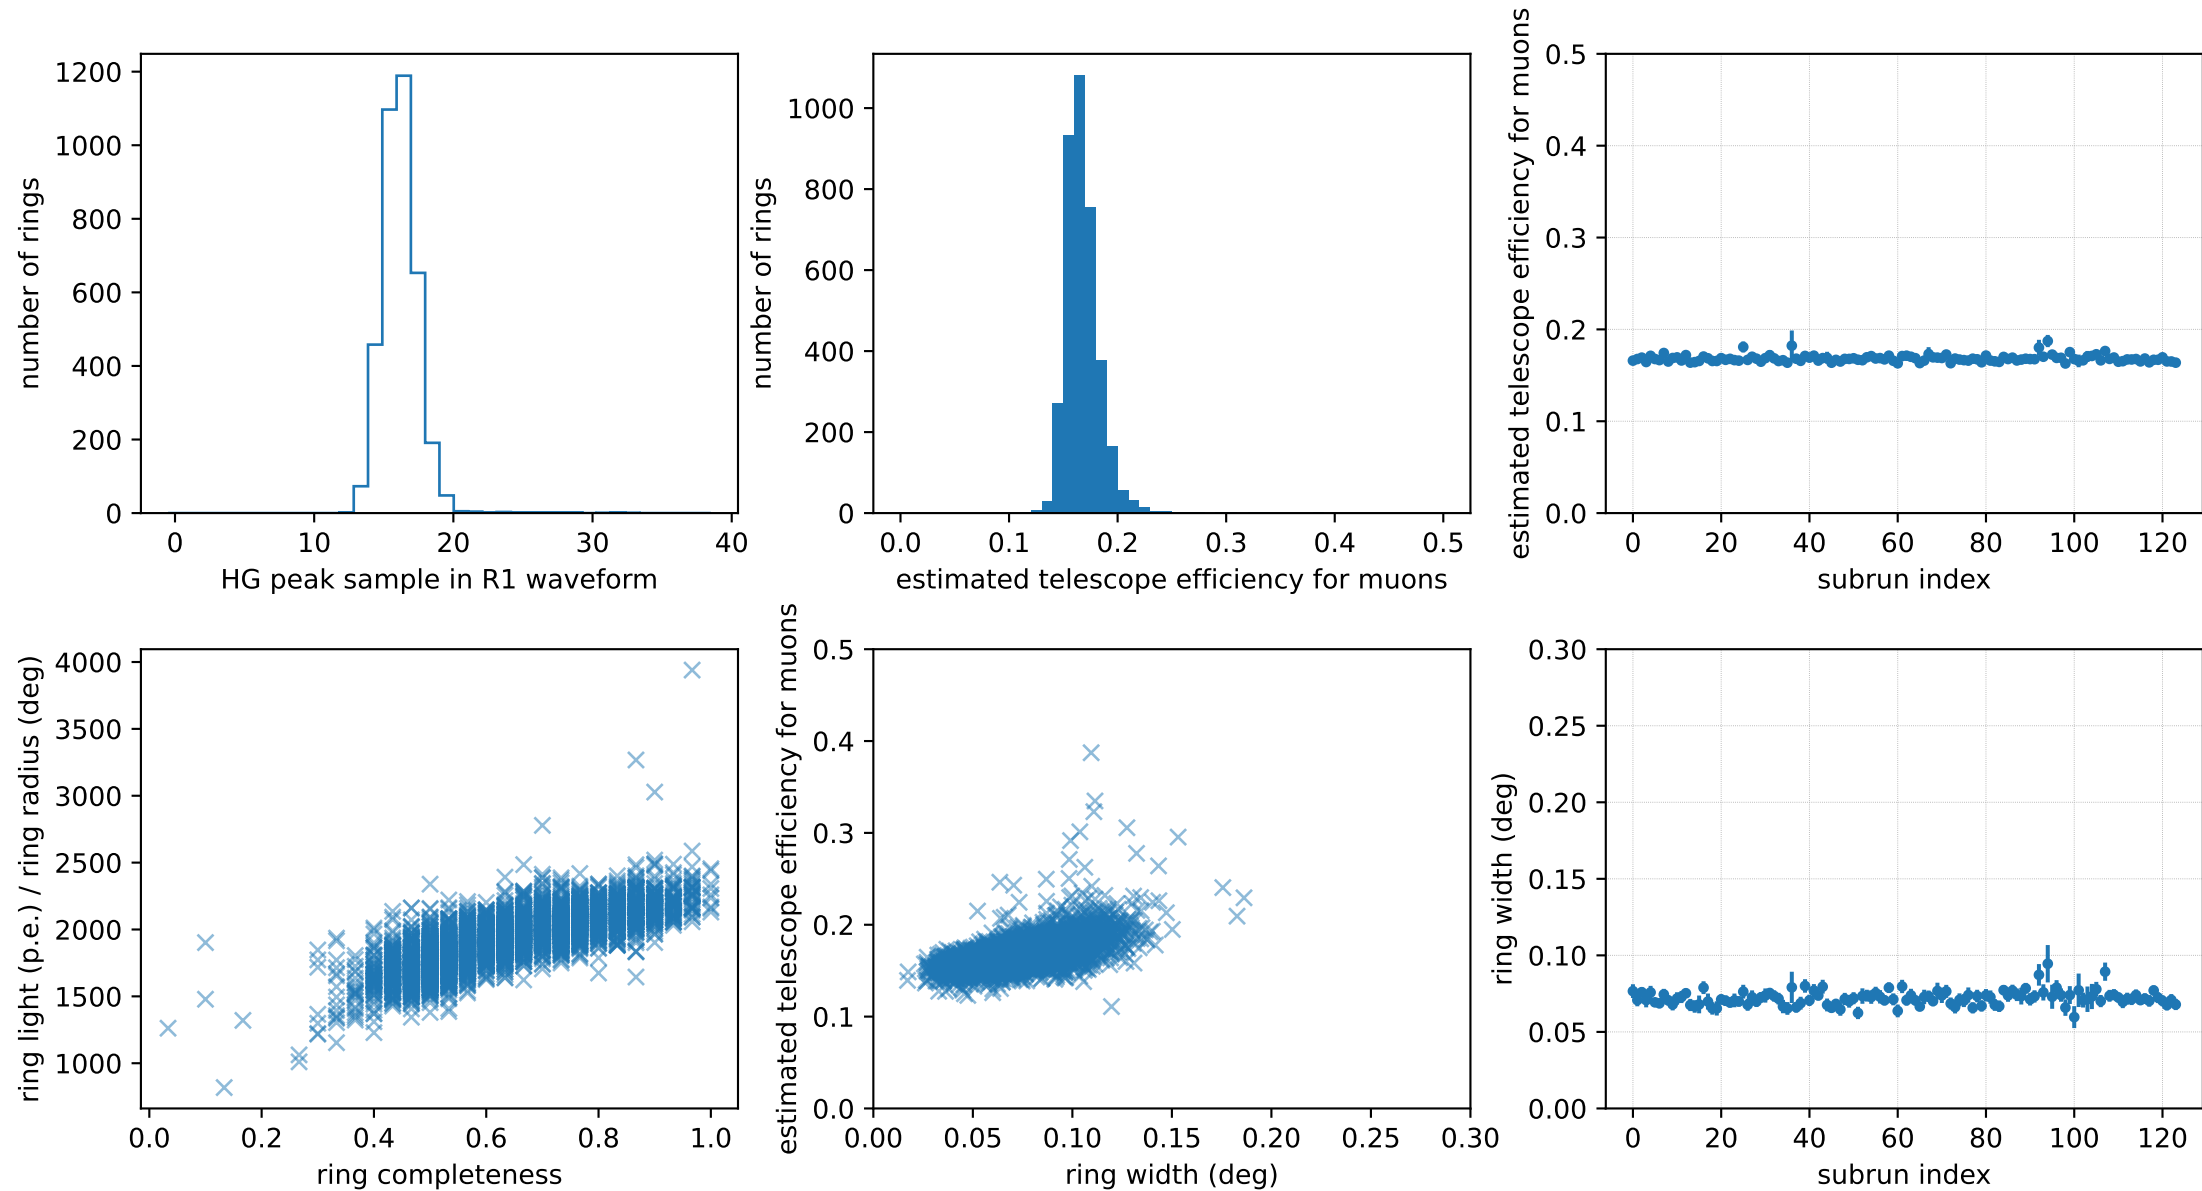 number of rings
1200
1000
800
600
400
200
0
0 10 20 30 40
HG peak sample in R1 waveform
number of rings
1000
800
600
400
200
0
0.0 0.1 0.2 0.3 0.4 0.5
estimated telescope efficiency for muons
estimated telescope efficiency for muons
0.5
0.4
0.3
0.2
0.1
0.0
0 20 40 60 80 100 120
subrun index
ring light (p.e.) / ring radius (deg)
4000
3500
3000
2500
2000
1500
1000
0.0 0.2 0.4 0.6 0.8 1.0
ring completeness
estimated telescope efficiency for muons
0.5
0.4
0.3
0.2
0.1
0.0
0.00 0.05 0.10 0.15 0.20 0.25 0.30
ring width (deg)
ring width (deg)
0.30
0.25
0.20
0.15
0.10
0.05
0.00
0 20 40 60 80 100 120
subrun index